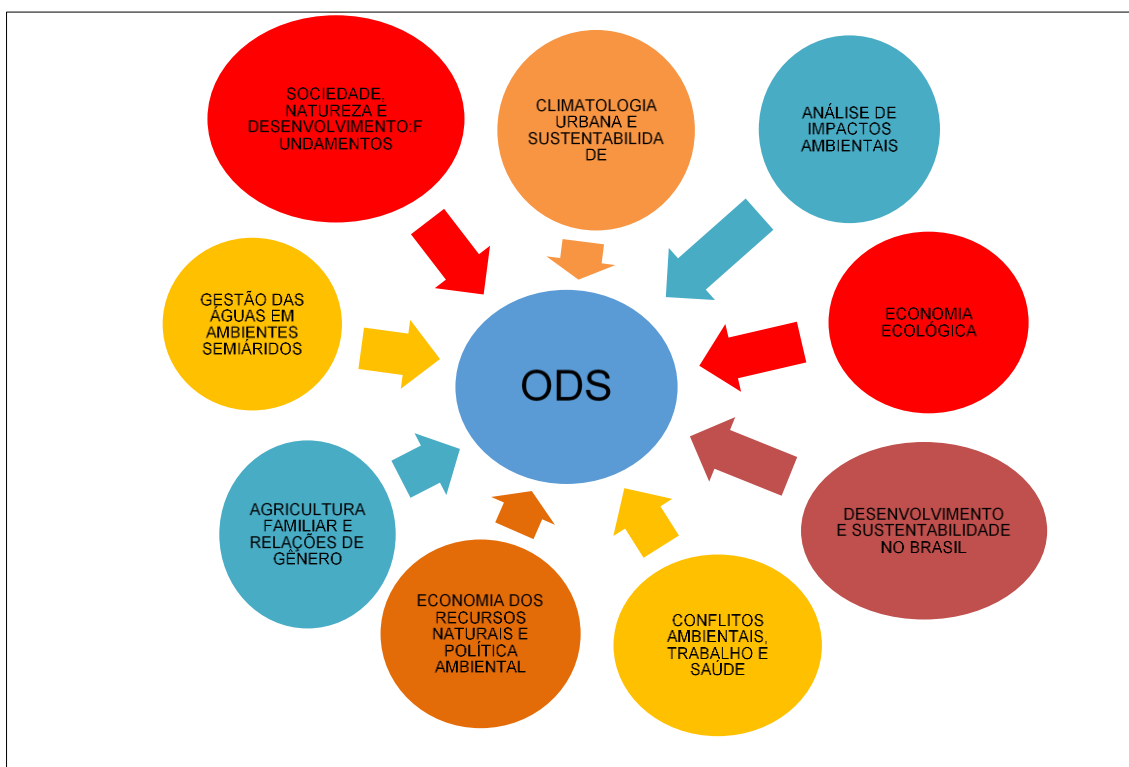 SOCIEDADE,
NATUREZA E
DESENVOLVIMENTO:F
UNDAMENTOS
CLIMATOLOGIA
URBANA E
SUSTENTABILIDA
DE
ANÁLISE DE
IMPACTOS
AMBIENTAIS
GESTÃO DAS
ÁGUAS EM
AMBIENTES
SEMIÁRIDOS
ECONOMIA
ECOLÓGICA
ODS
AGRICULTURA
FAMILIAR E
RELAÇÕES DE
GÊNERO
DESENVOLVIMENTO
E SUSTENTABILIDADE
NO BRASIL
ECONOMIA DOS
RECURSOS
NATURAIS E
POLÍTICA
AMBIENTAL
CONFLITOS
AMBIENTAIS,
TRABALHO E
SAÚDE